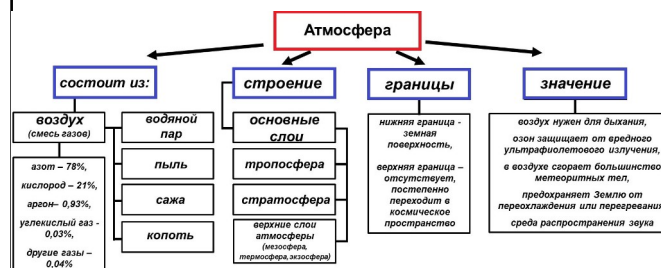 Атмосфера
состоит из:
строение
границы
значение
воздух
(смесь газов)
азот – 78%,
кислород – 21%,
аргон– 0,93%,
углекислый газ -
0,03%,
другие газы –
0,04%
водяной
пар
пыль
сажа
копоть
основные
слои
тропосфера
стратосфера
верхние слои
атмосферы
(мезосфера,
термосфера, экзосфера)
нижняя граница -
земная
поверхность,
верхняя граница –
отсутствует,
постепенно
переходит в
космическое
пространство
воздух нужен для дыхания,
озон защищает от вредного
ультрафиолетового излучения,
в воздухе сгорает большинство
метеоритных тел,
предохраняет Землю от
переохлаждения или перегревания
среда распространения звука